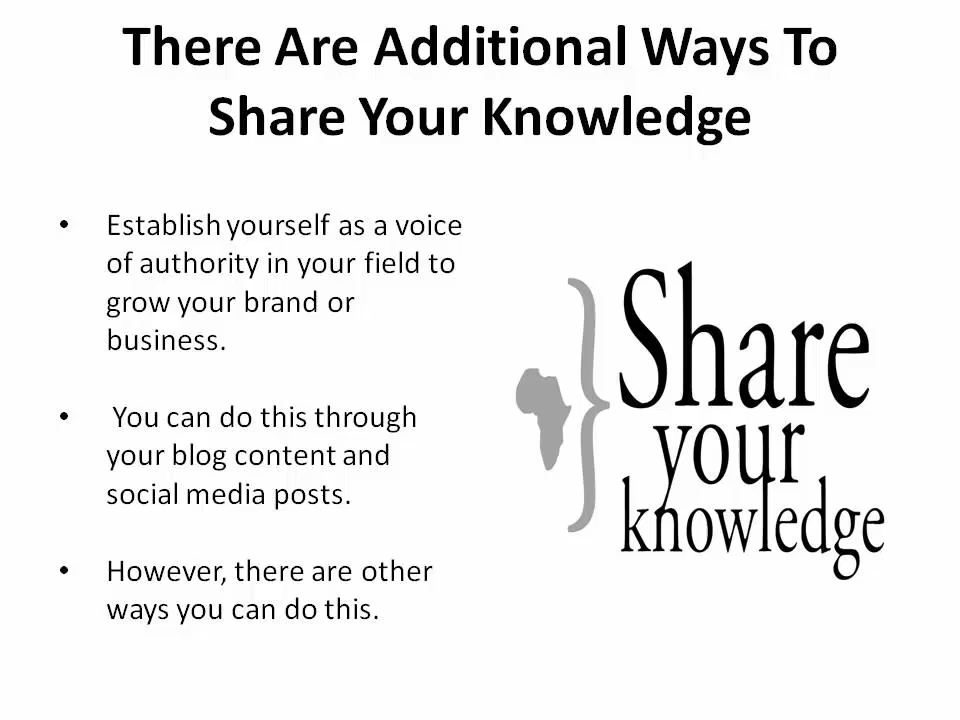 There Are Additional Ways To
Share Your Knowledge
• Establish yourself as a voice
of authority in your field to
grow your brand or
business.
• You can do this through
your blog content and
social media posts.
• However, there are other
ways you can do this.
Share
your
knowledge